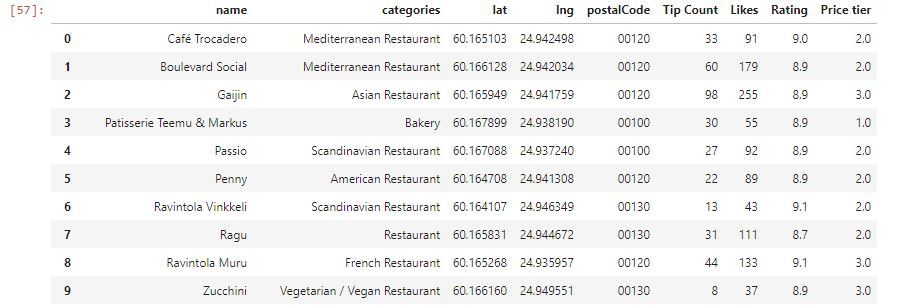 [57]: name categories lat lng postalCode Tip Count Likes Rating Price tier
0 Café Trocadero Mediterranean Restaurant 60.165103 24.942498 00120 33 91 9.0 2.0
1 Boulevard Social Mediterranean Restaurant 60.166128 24.942034 00120 60 179 8.9 2.0
2 Gaijin Asian Restaurant 60.165949 24.941759 00120 98 255 8.9 3.0
3 Patisserie Teemu & Markus Bakery 60.167899 24.938190 00100 30 55 8.9 1.0
4 Passio Scandinavian Restaurant 60.167088 24.937240 00100 27 92 8.9 2.0
5 Penny American Restaurant 60.164708 24.941308 00120 22 89 8.9 2.0
6 Ravintola Vinkkeli Scandinavian Restaurant 60.164107 24.946349 00130 13 43 9.1 2.0
7 Ragu Restaurant 60.165831 24.944672 00130 31 111 8.7 2.0
8 Ravintola Muru French Restaurant 60.165268 24.935957 00120 44 133 9.1 3.0
9 Zucchini Vegetarian / Vegan Restaurant 60.166160 24.949551 00130 8 37 8.9 3.0